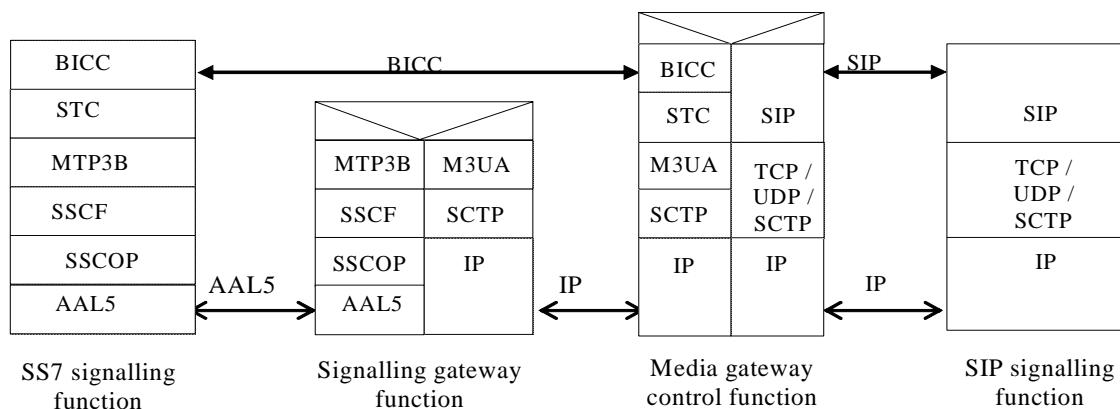 BICC
STC
MTP3B
SSCF
SSCOP
AAL5
SS7 signalling
function
BICC
AAL5
MTP3B
M3UA
SSCF
SCTP
SSCOP
IP
AAL5
Signalling gateway
function
IP
BICC
STC
SIP
M3UA
TCP /
UDP /
SCTP
SCTP
IP
IP
Media gateway
control function
SIP
IP
SIP
TCP /
UDP /
SCTP
IP
SIP signalling
function